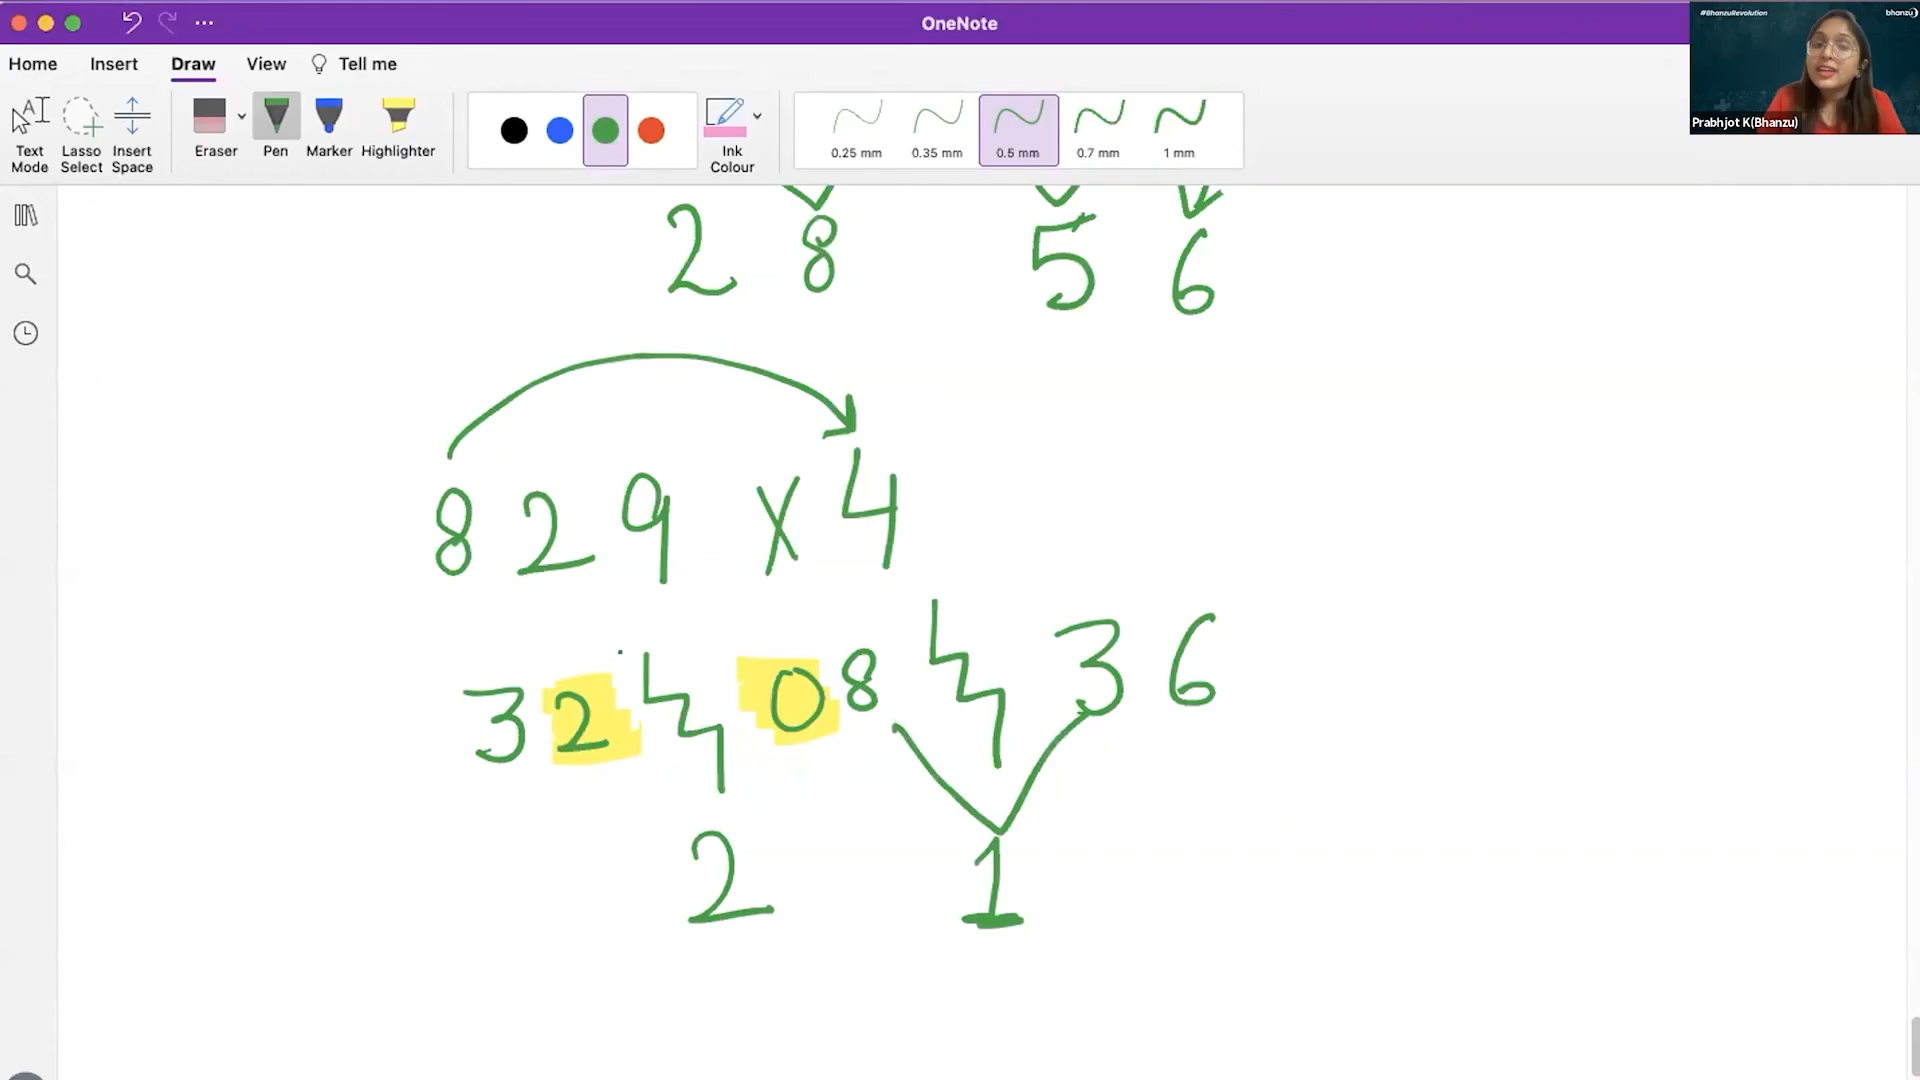 OneNote
#BhanzuRevolution
bhanzu
Home Insert Draw View Tell me
Text Mode
Lasso Select
Insert Space
Eraser
Pen
Marker
Highlighter
Ink Colour
0.25 mm
0.35 mm
0.5 mm
0.7 mm
1 mm
Prabhjot K(Bhanzu)
2 8 5 6
8 2 9 x 4
3 2 0 8 3 6
2 1